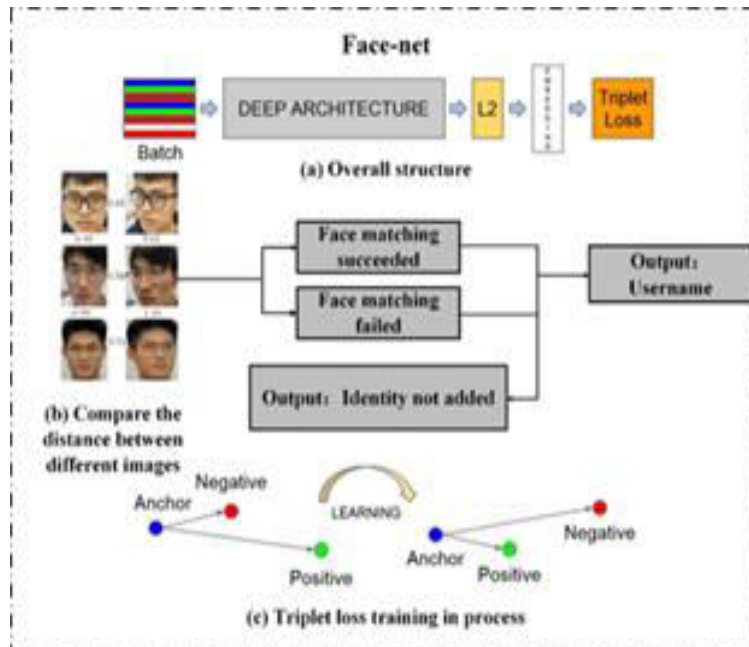 Face-net
DEEP ARCHITECTURE
L2
Triplet
Loss
Batch
(a) Overall structure
Face matching
succeeded
Face matching
failed
Output:
Username
Output: Identity not added
(b) Compare the
distance between
different images
Negative
Anchor
LEARNING
Positive
Negative
Anchor
Positive
(c) Triplet loss training in process